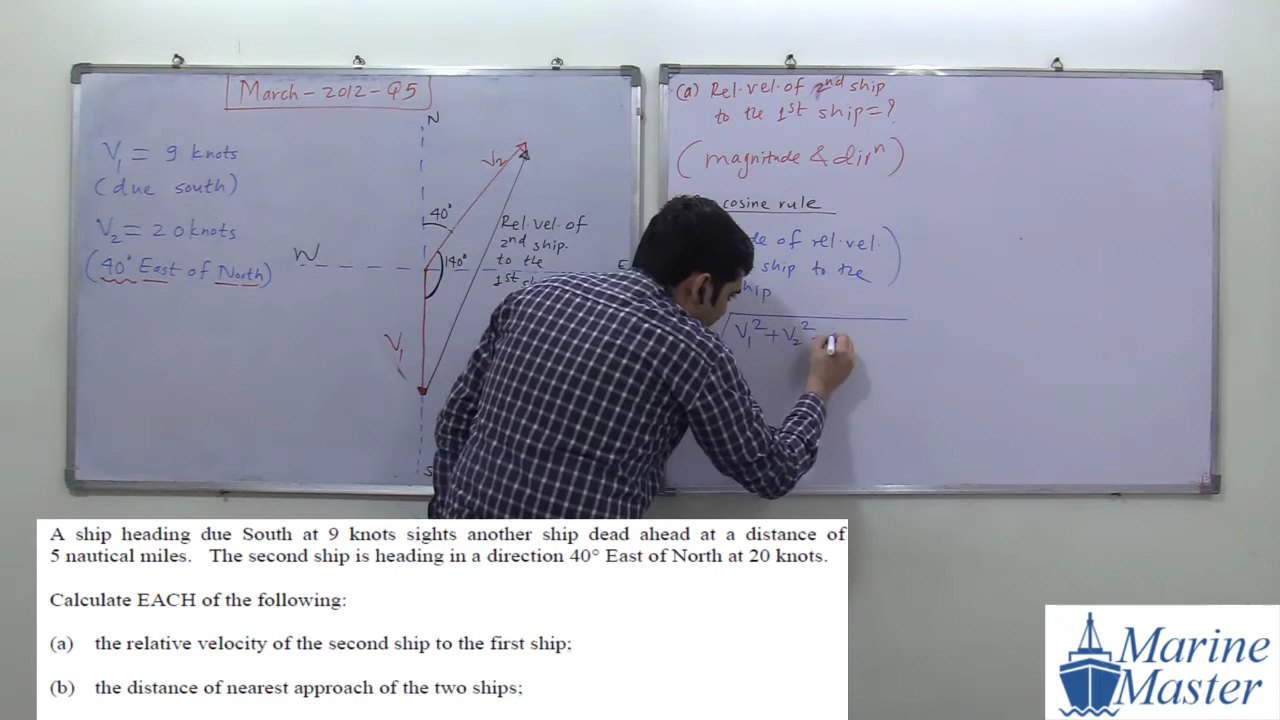 March - 2012 - Q5
V1 = 9 knots
(due south)
V2 = 20 knots
(40° East of North)
N
V2
40°
140°
W
E
Rel. vel. of
2nd ship
to the
1st
V1
S
(a) Rel. vel. of 2nd ship
to the 1st ship = ?
(magnitude & dirn)
cosine rule
of rel. vel.
ship to the
V1² + V2²
A ship heading due South at 9 knots sights another ship dead ahead at a distance of
5 nautical miles. The second ship is heading in a direction 40° East of North at 20 knots.
Calculate EACH of the following:
(a) the relative velocity of the second ship to the first ship;
(b) the distance of nearest approach of the two ships;
Marine
Master